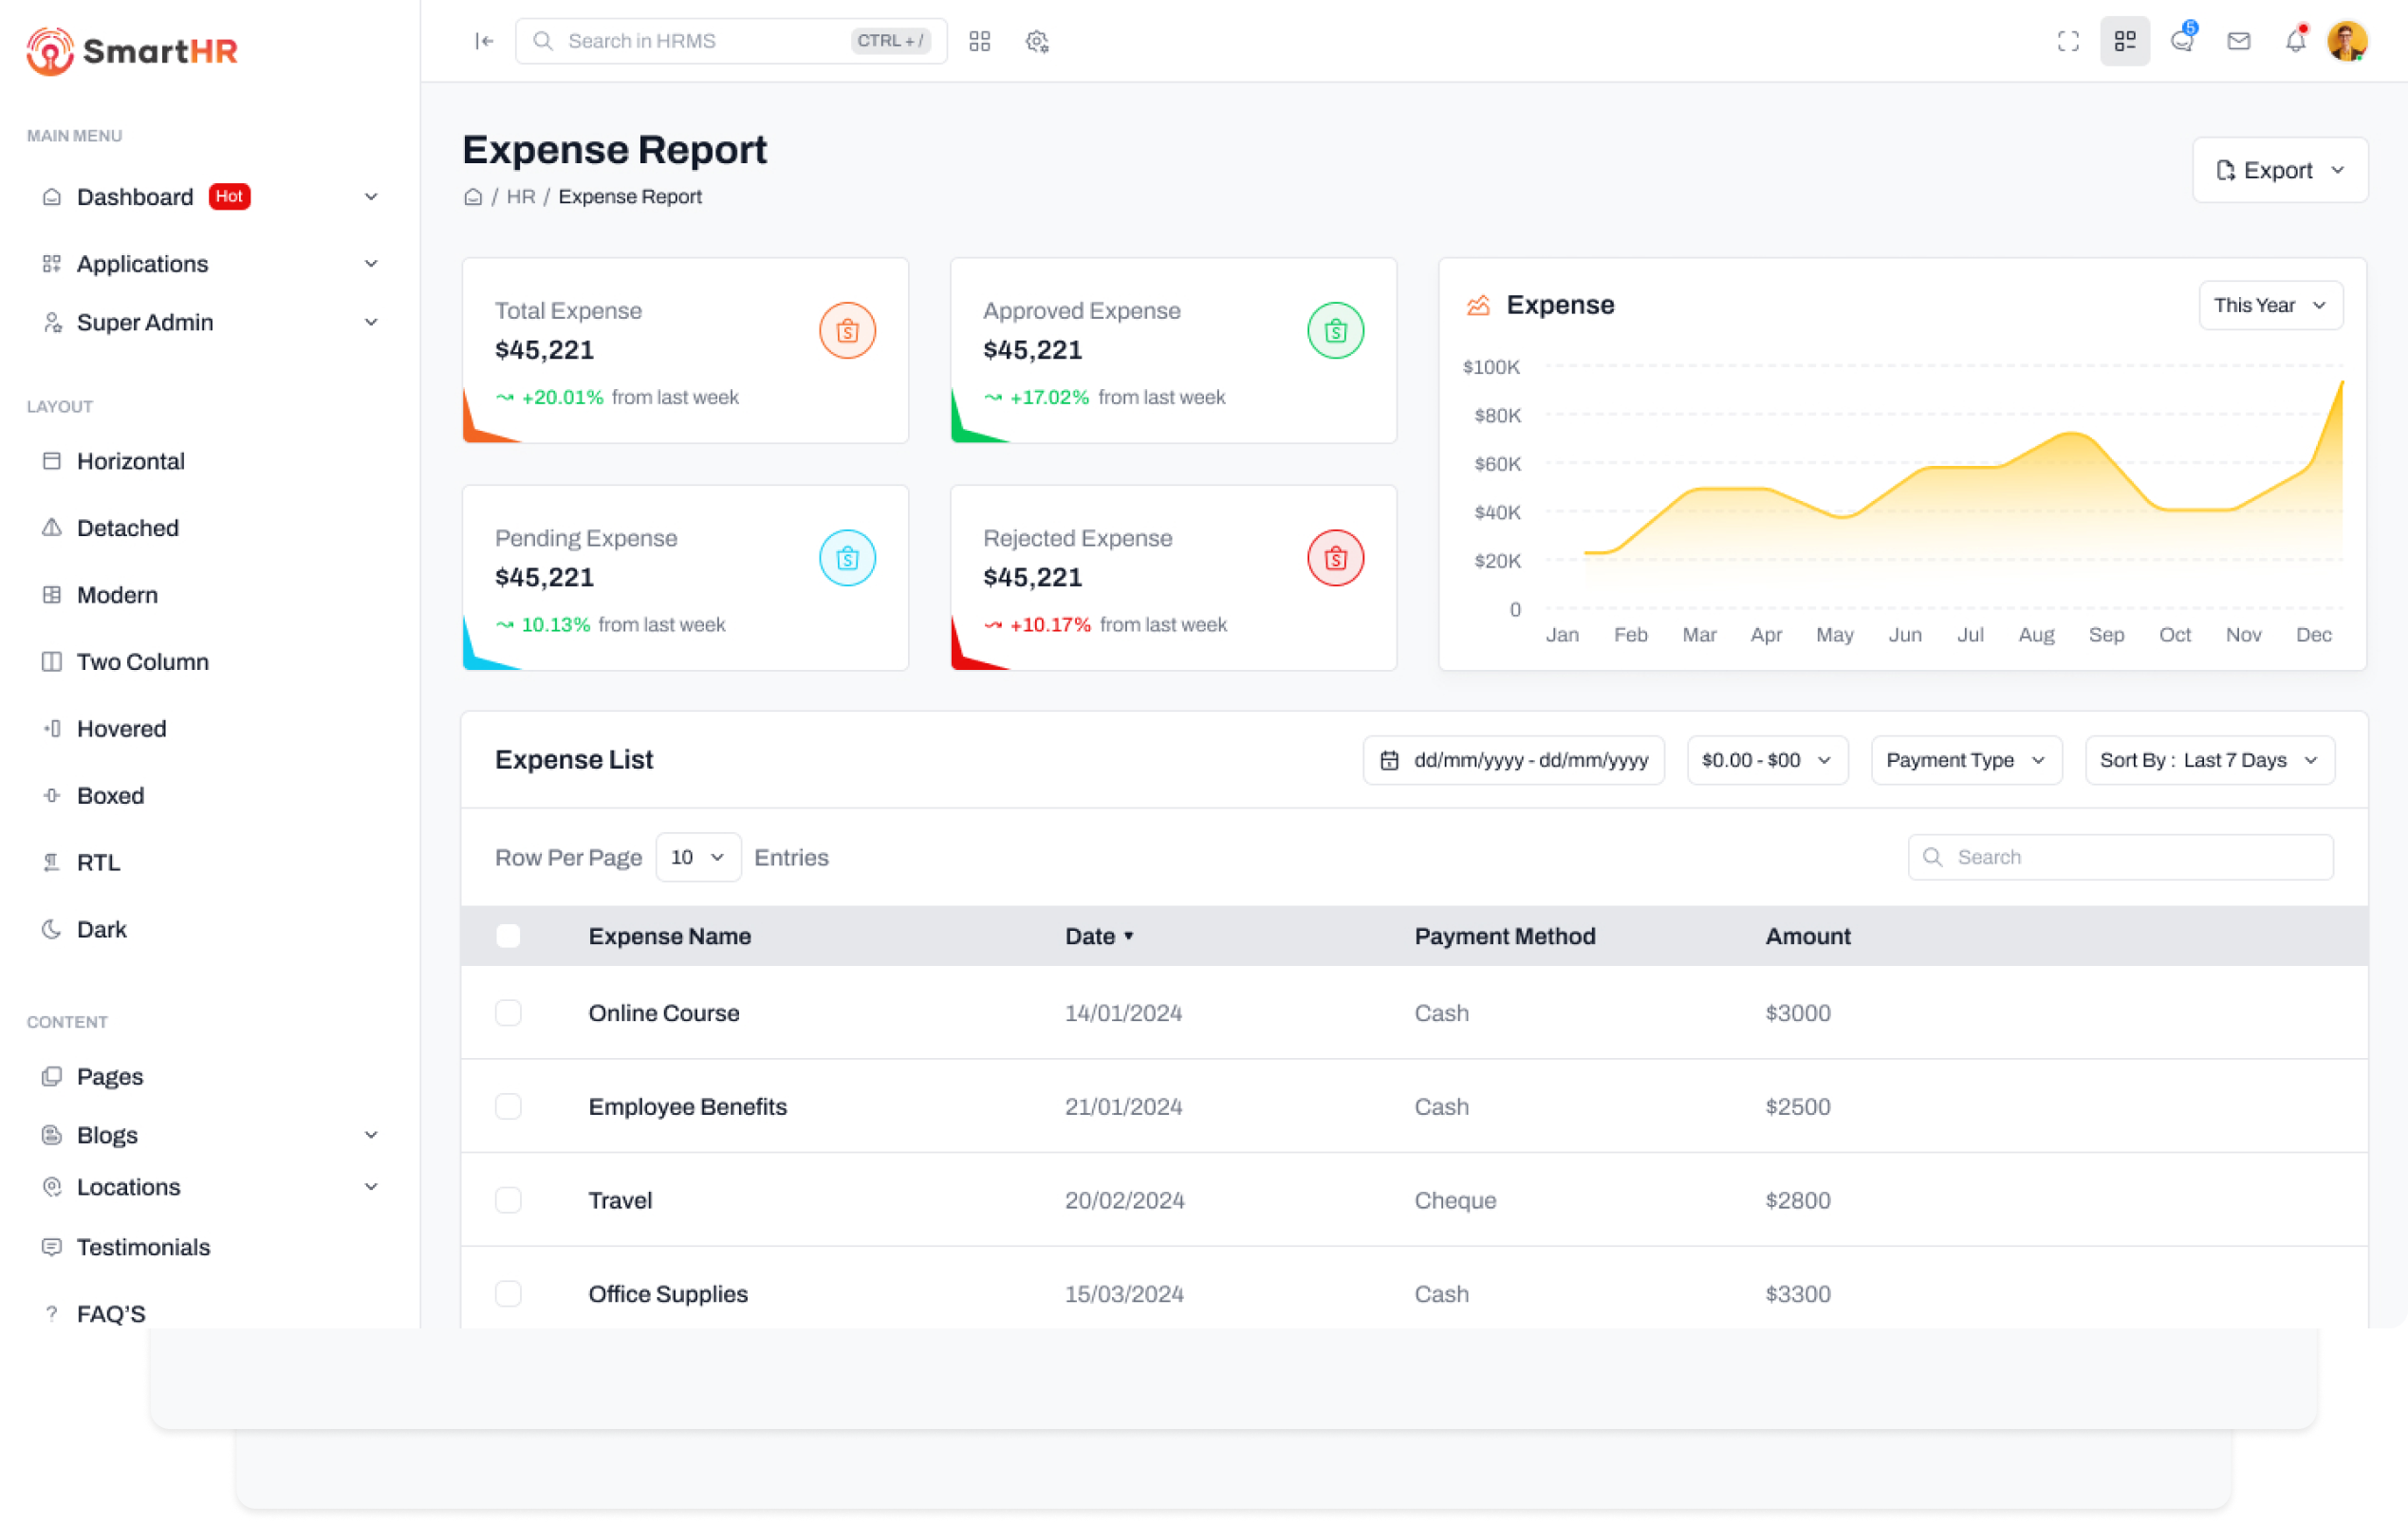 SmartHR
Search in HRMS
CTRL + /
5
MAIN MENU
Dashboard Hot
Applications
Super Admin
LAYOUT
Horizontal
Detached
Modern
Two Column
Hovered
Boxed
RTL
Dark
CONTENT
Pages
Blogs
Locations
Testimonials
? FAQ’S
Expense Report
/ HR / Expense Report
Export
Total Expense
$45,221
+20.01% from last week
Approved Expense
$45,221
+17.02% from last week
Pending Expense
$45,221
10.13% from last week
Rejected Expense
$45,221
+10.17% from last week
Expense
This Year
$100K
$80K
$60K
$40K
$20K
0
Jan Feb Mar Apr May Jun Jul Aug Sep Oct Nov Dec
Expense List
dd/mm/yyyy - dd/mm/yyyy
$0.00 - $00
Payment Type
Sort By : Last 7 Days
Row Per Page 10 Entries
Search
Expense Name Date Payment Method Amount
Online Course 14/01/2024 Cash $3000
Employee Benefits 21/01/2024 Cash $2500
Travel 20/02/2024 Cheque $2800
Office Supplies 15/03/2024 Cash $3300